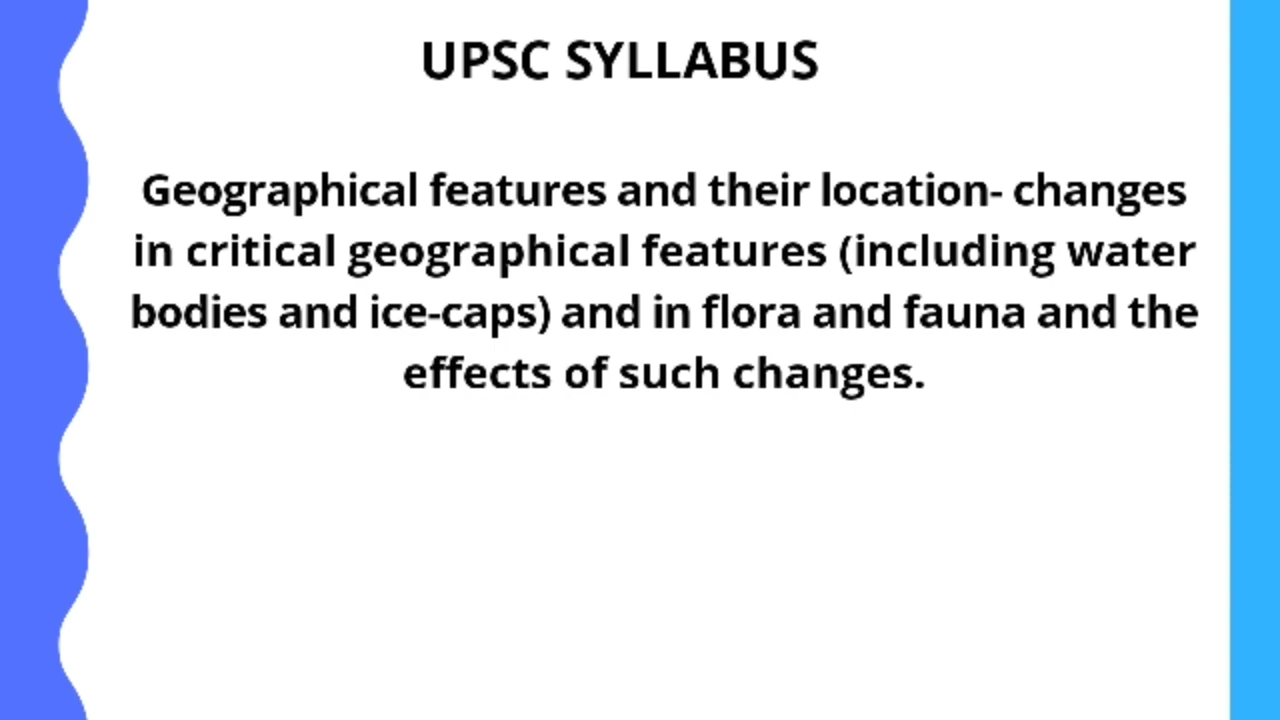 UPSC SYLLABUS
Geographical features and their location- changes
in critical geographical features (including water
bodies and ice-caps) and in flora and fauna and the
effects of such changes.